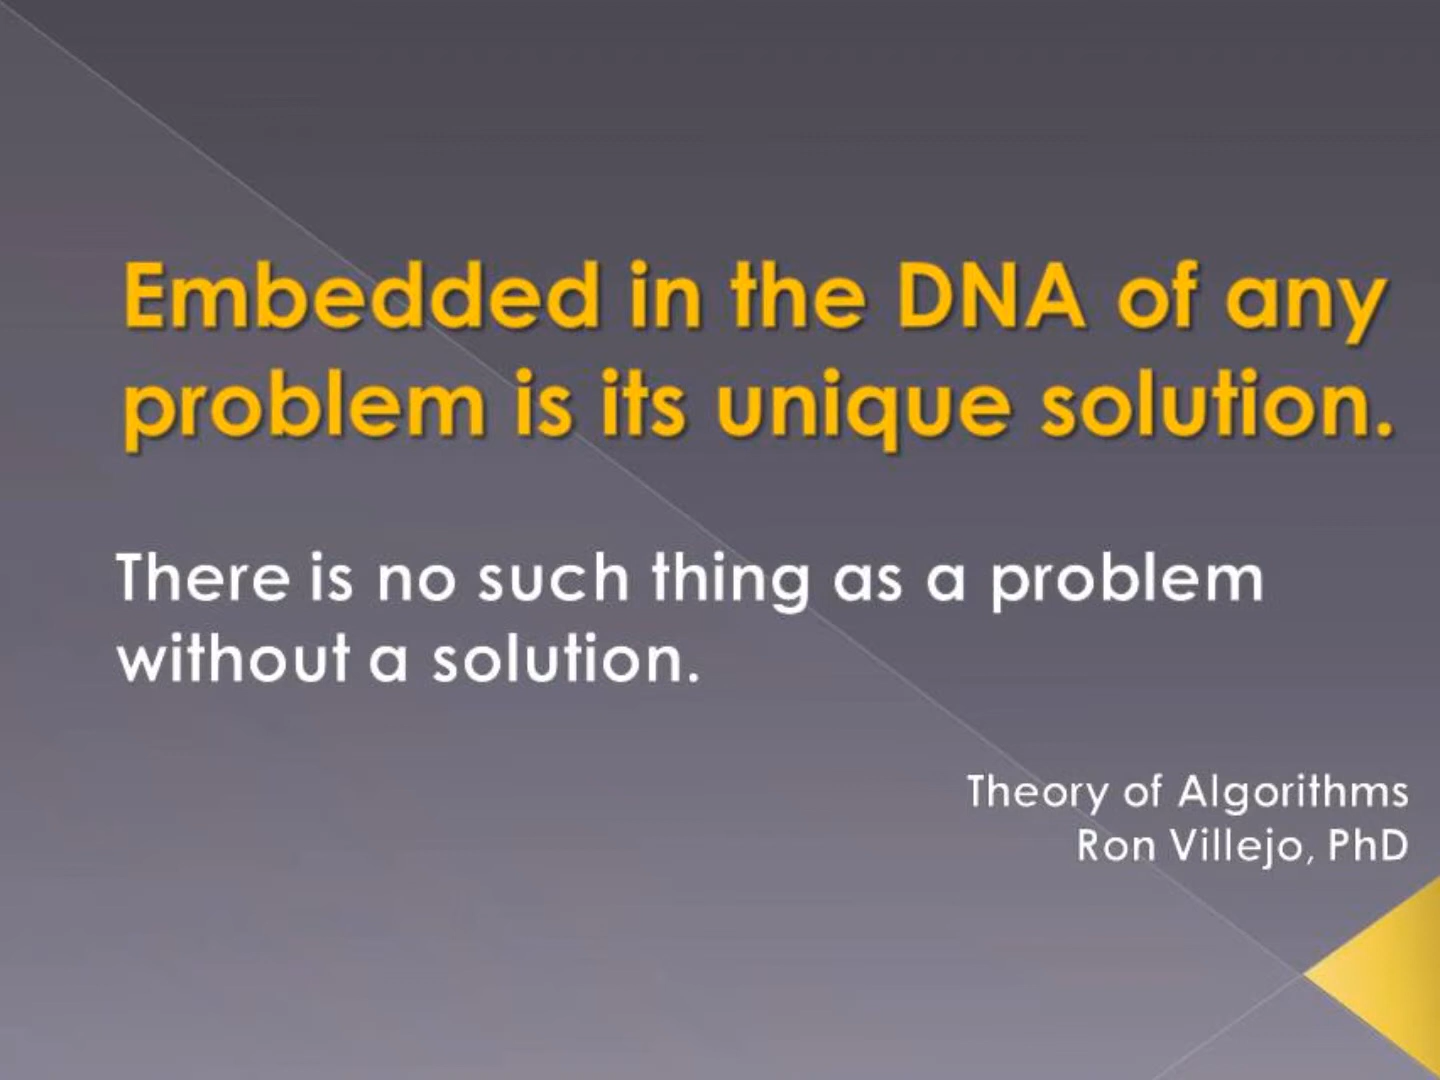 Embedded in the DNA of any
problem is its unique solution.
There is no such thing as a problem
without a solution.
Theory of Algorithms
Ron Villejo, PhD